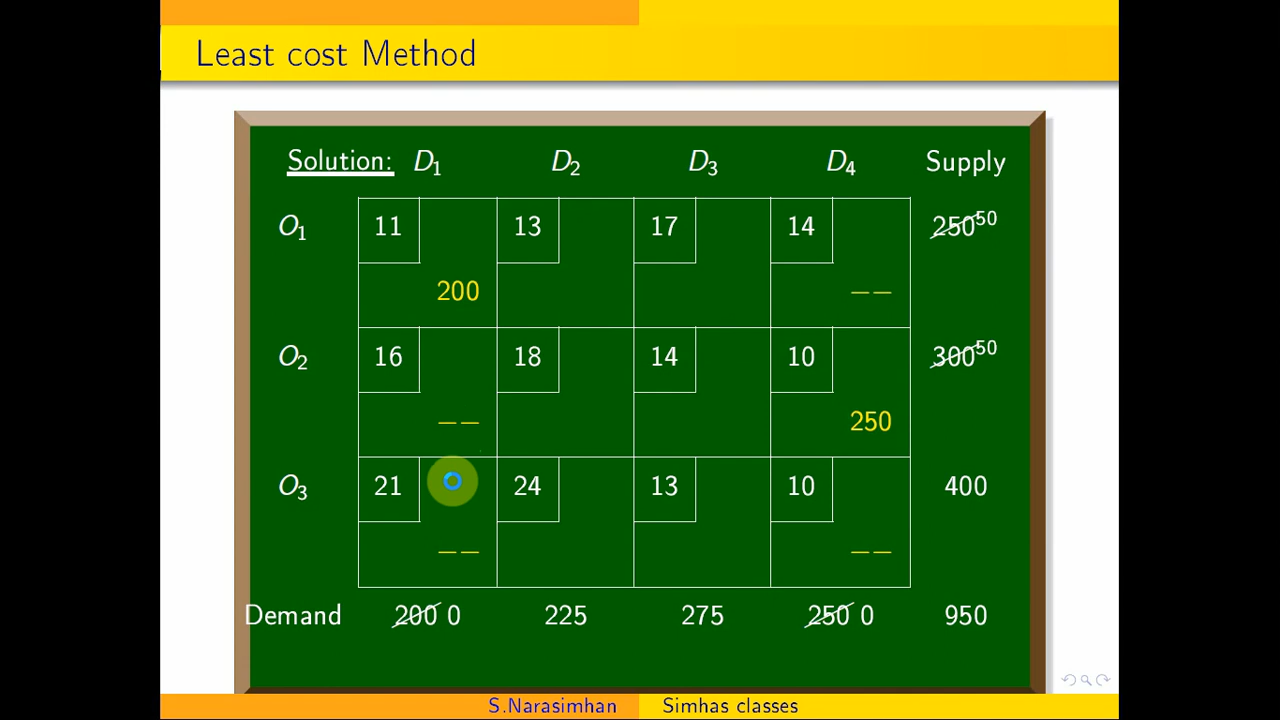 Least cost Method
Solution: D1 D2 D3 D4 Supply
O1 11 13 17 14 250 50
200 −−
O2 16 18 14 10 300 50
−− 250
O3 21 24 13 10 400
−− −−
Demand 200 0 225 275 250 0 950
S.Narasimhan Simhas classes